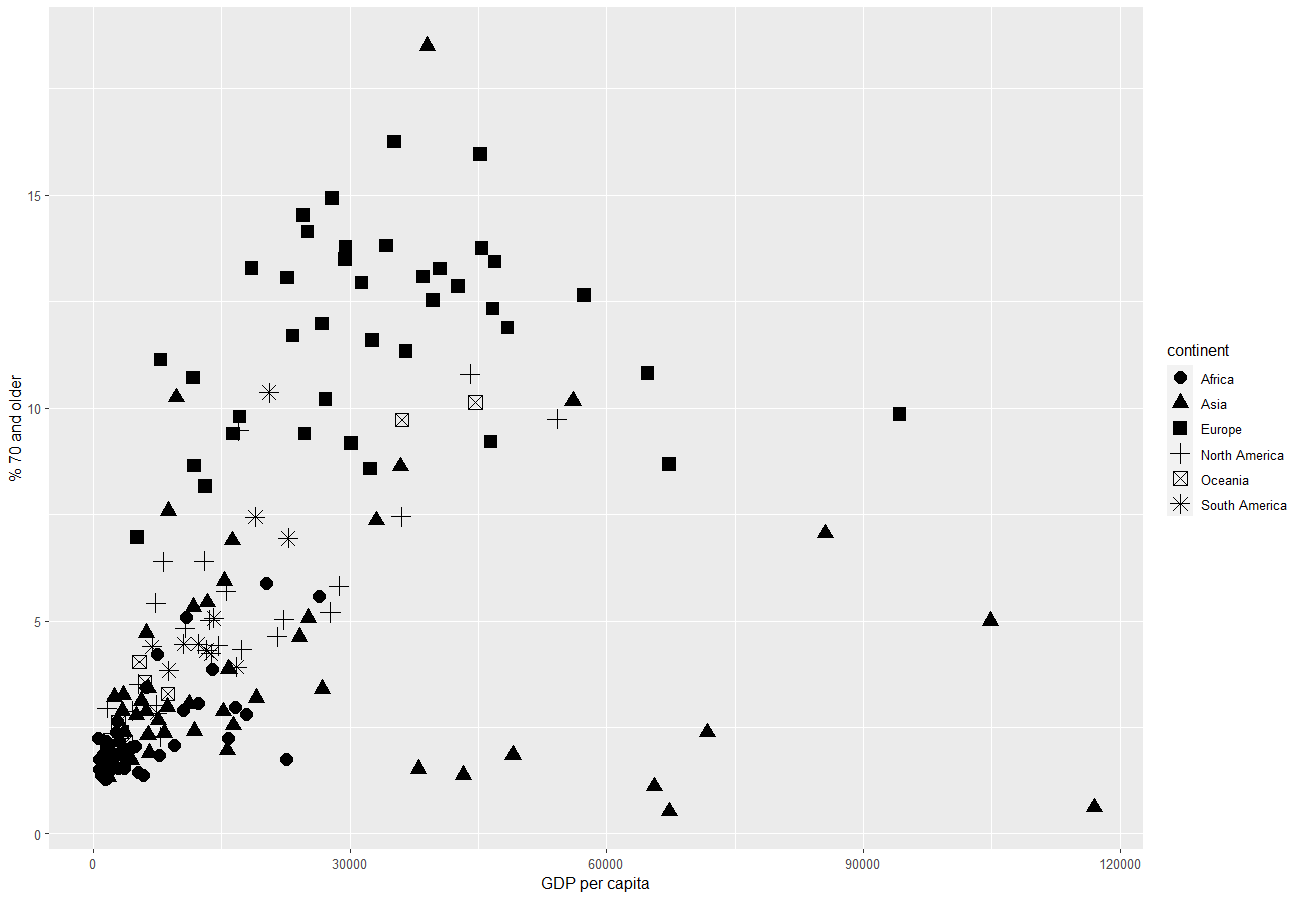 15
10
5
0
% 70 and older
0 30000 60000 90000 120000
GDP per capita
continent
Africa
Asia
Europe
North America
Oceania
South America